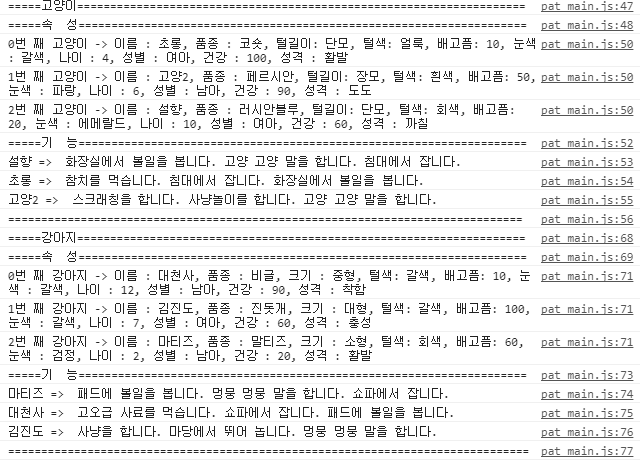 =====고양이===================================================================== pat main.js:47
=====속  성===================================================================== pat main.js:48
0번 째 고양이 -> 이름 : 초롱, 품종 : 코숏, 털길이: 단모, 털색: 얼룩, 배고픔: 10, 눈색 pat main.js:50
: 갈색, 나이 : 4, 성별 : 여아, 건강 : 100, 성격 : 활발
1번 째 고양이 -> 이름 : 고양2, 품종 : 페르시안, 털길이: 장모, 털색: 흰색, 배고픔: 50, pat main.js:50
눈색 : 파랑, 나이 : 6, 성별 : 남아, 건강 : 90, 성격 : 도도
2번 째 고양이 -> 이름 : 설향, 품종 : 러시안블루, 털길이: 단모, 털색: 회색, 배고픔: pat main.js:50
20, 눈색 : 에메랄드, 나이 : 10, 성별 : 여아, 건강 : 60, 성격 : 까칠
=====기  능===================================================================== pat main.js:52
설향 =>  화장실에서 볼일을 봅니다. 고양 고양 말을 합니다. 침대에서 잡니다. pat main.js:53
초롱 =>  참치를 먹습니다. 침대에서 잡니다. 화장실에서 볼일을 봅니다. pat main.js:54
고양2 =>  스크래칭을 합니다. 사냥놀이를 합니다. 고양 고양 말을 합니다. pat main.js:55
=============================================================================== pat main.js:56
=====강아지===================================================================== pat main.js:68
=====속  성===================================================================== pat main.js:69
0번 째 강아지 -> 이름 : 대천사, 품종 : 비글, 크기 : 중형, 털색: 갈색, 배고픔: 10, 눈 pat main.js:71
색 : 갈색, 나이 : 12, 성별 : 남아, 건강 : 90, 성격 : 착함
1번 째 강아지 -> 이름 : 김진도, 품종 : 진돗개, 크기 : 대형, 털색: 갈색, 배고픔: 100, pat main.js:71
눈색 : 갈색, 나이 : 7, 성별 : 여아, 건강 : 60, 성격 : 충성
2번 째 강아지 -> 이름 : 마티즈, 품종 : 말티즈, 크기 : 소형, 털색: 회색, 배고픔: 60, pat main.js:71
눈색 : 검정, 나이 : 2, 성별 : 남아, 건강 : 20, 성격 : 활발
=====기  능===================================================================== pat main.js:73
마티즈 =>  패드에 볼일을 봅니다. 멍뭉 멍뭉 말을 합니다. 쇼파에서 잡니다. pat main.js:74
대천사 =>  고오급 사료를 먹습니다. 쇼파에서 잡니다. 패드에 볼일을 봅니다. pat main.js:75
김진도 =>  사냥을 합니다. 마당에서 뛰어 놉니다. 멍뭉 멍뭉 말을 합니다. pat main.js:76
================================================================================ pat main.js:77